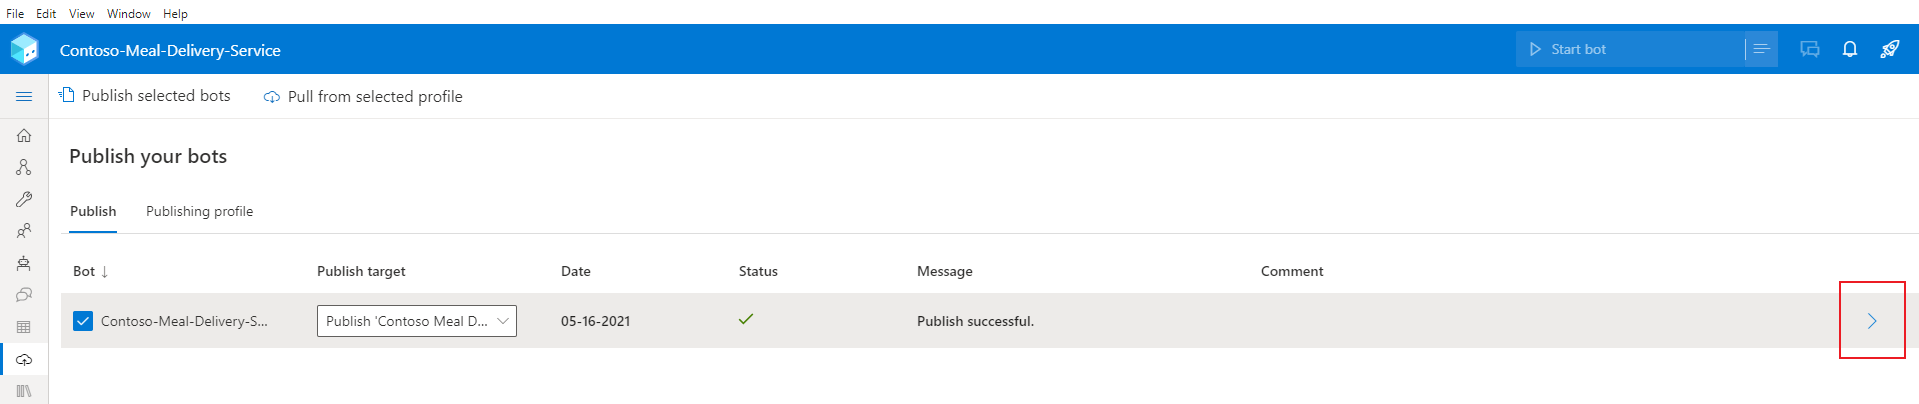 File Edit View Window Help
Contoso-Meal-Delivery-Service Start bot
Publish selected bots Pull from selected profile
Publish your bots
Publish Publishing profile
Bot ↓ Publish target Date Status Message Comment
Contoso-Meal-Delivery-S... Publish 'Contoso Meal D... 05-16-2021 Publish successful.